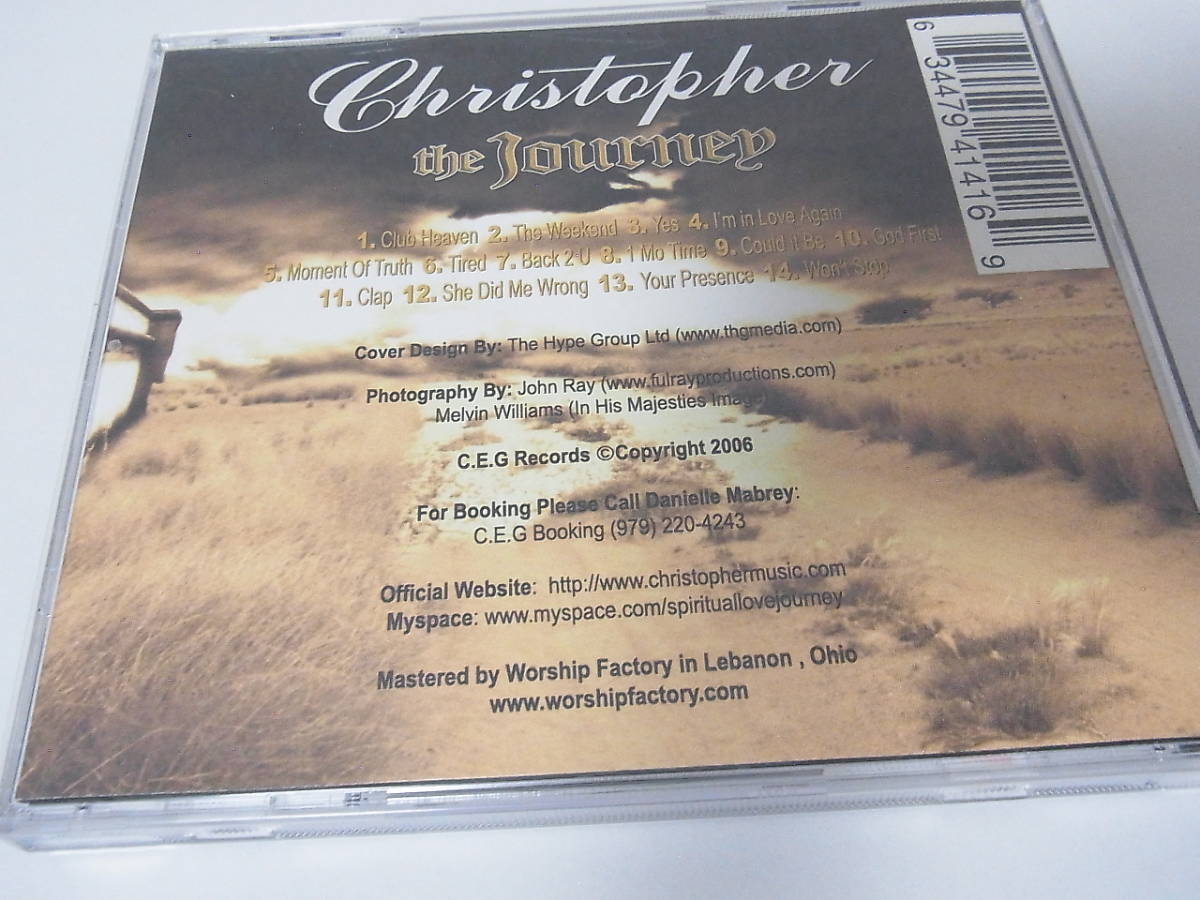 Christopher
the Journey
1. Club Heaven 2. The Weekend 3. Yes 4. I'm in Love Again
5. Moment Of Truth 6. Tired 7. Back 2 U 8. 1 Mo Time 9. Could it Be 10. God First
11. Clap 12. She Did Me Wrong 13. Your Presence 14. Won't Stop
Cover Design By: The Hype Group Ltd (www.thgmedia.com)
Photography By: John Ray (www.fulrayproductions.com)
Melvin Williams (In His Majesties Image)
C.E.G Records ©Copyright 2006
For Booking Please Call Danielle Mabrey:
C.E.G Booking (979) 220-4243
Official Website: http://www.christophermusic.com
Myspace: www.myspace.com/spirituallovejourney
Mastered by Worship Factory in Lebanon , Ohio
www.worshipfactory.com
6 34479 41416 9